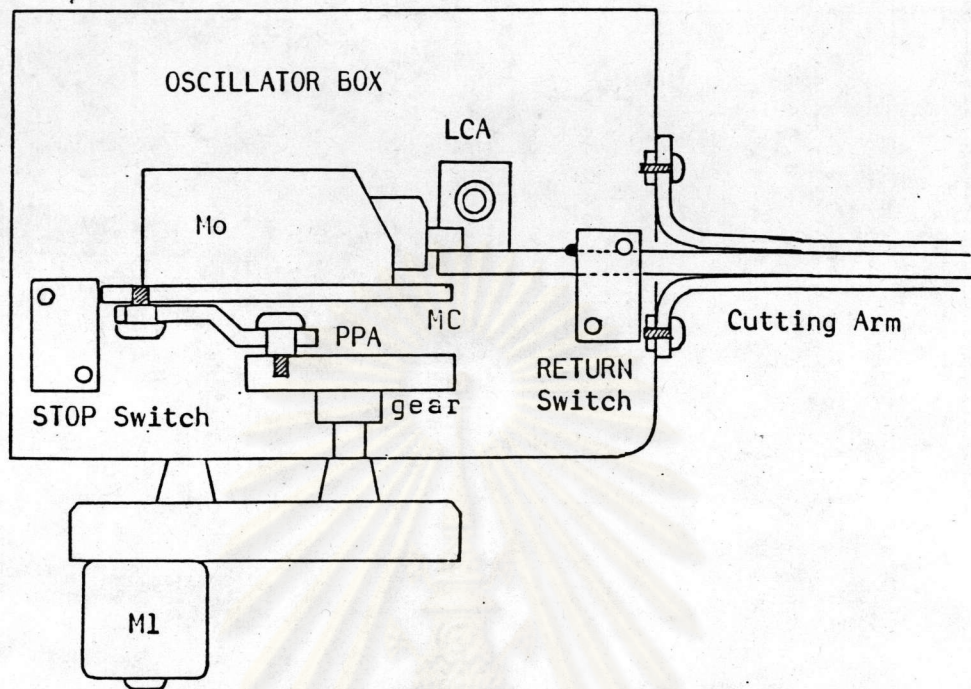 OSCILLATOR BOX
LCA
Mo
MC
PPA
Cutting Arm
RETURN
Switch
gear
STOP Switch
M1